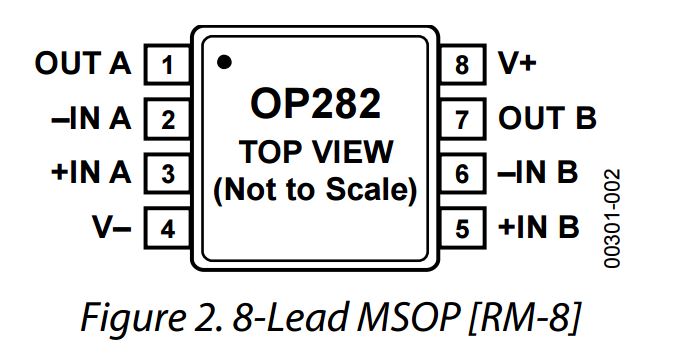 OUT A 1
–IN A 2
+IN A 3
V– 4
OP282
TOP VIEW
(Not to Scale)
8 V+
7 OUT B
6 –IN B
5 +IN B
00301-002
Figure 2. 8-Lead MSOP [RM-8]